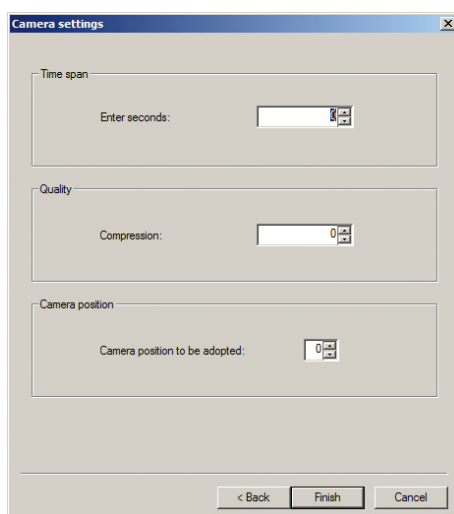 Camera settings
Time span
Enter seconds: 0
Quality
Compression: 0
Camera position
Camera position to be adopted: 0
< Back Finish Cancel